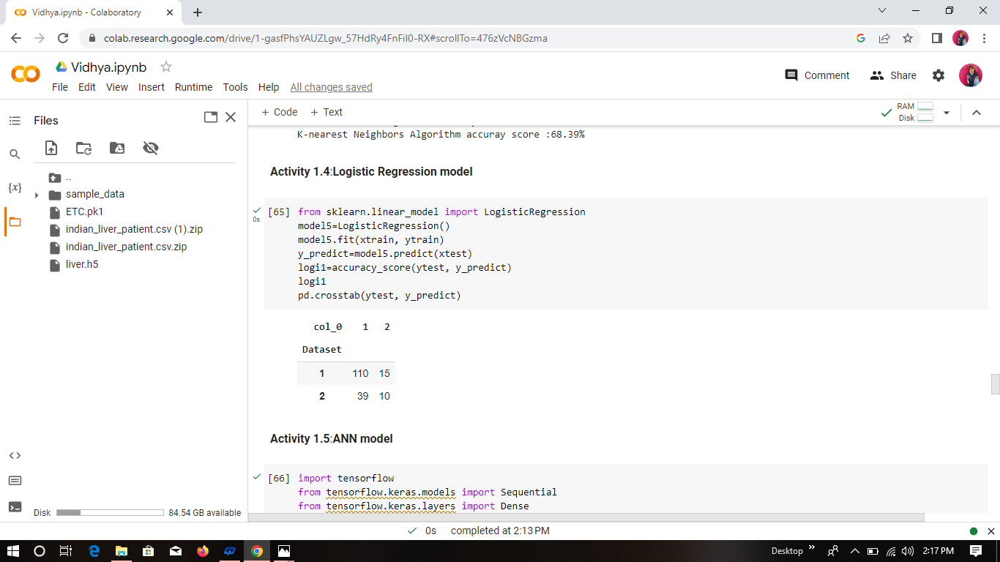 Vidhya.ipynb - Colaboratory
colab.research.google.com/drive/1-gasfPhsYAUZLgw_57HdRy4FnFil0-RX#scrollTo=476zVcNBGzma
Vidhya.ipynb
File Edit View Insert Runtime Tools Help All changes saved
Comment
Share
Files
+ Code + Text
RAM
Disk
K-nearest Neighbors Algorithm accuray score :68.39%
..
sample_data
ETC.pk1
indian_liver_patient.csv (1).zip
indian_liver_patient.csv.zip
liver.h5
Activity 1.4:Logistic Regression model
0s
[65] from sklearn.linear_model import LogisticRegression
model5=LogisticRegression()
model5.fit(xtrain, ytrain)
y_predict=model5.predict(xtest)
logi1=accuracy_score(ytest, y_predict)
logi1
pd.crosstab(ytest, y_predict)
col_0 1 2
Dataset
1 110 15
2 39 10
Activity 1.5:ANN model
[66] import tensorflow
from tensorflow.keras.models import Sequential
from tensorflow.keras.layers import Dense
Disk 84.54 GB available
0s completed at 2:13 PM
Desktop
2:17 PM